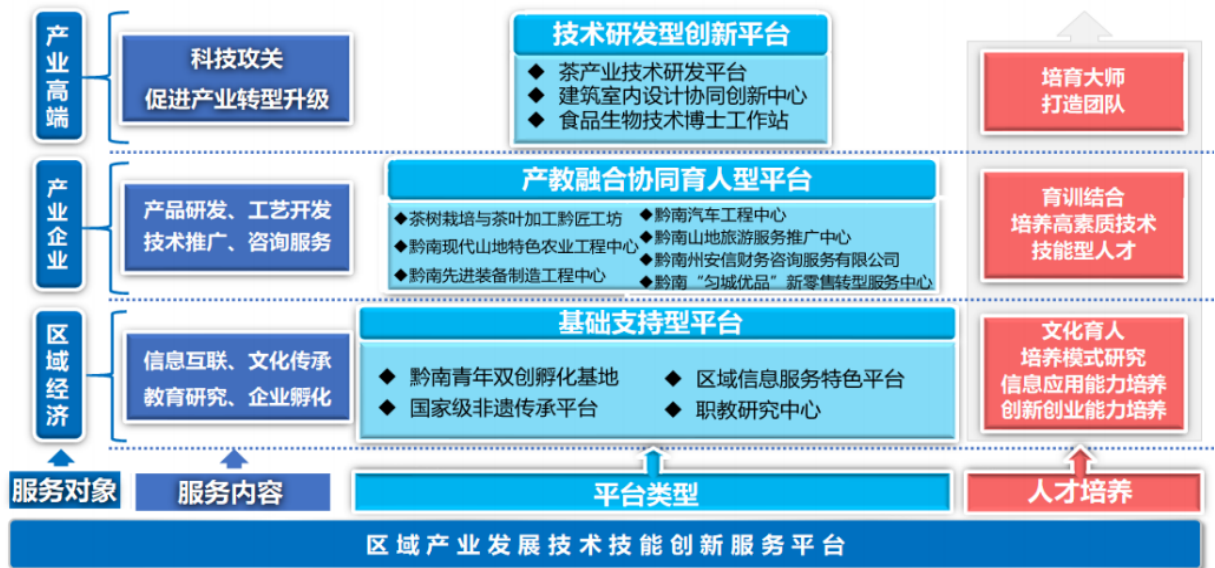 产业高端
科技攻关
促进产业转型升级
技术研发型创新平台
◆ 茶产业技术研发平台
◆ 建筑室内设计协同创新中心
◆ 食品生物技术博士工作站
培育大师
打造团队
产业企业
产品研发、工艺开发
技术推广、咨询服务
产教融合协同育人型平台
◆茶树栽培与茶叶加工黔匠工坊
◆黔南现代山地特色农业工程中心
◆黔南先进装备制造工程中心
◆黔南汽车工程中心
◆黔南山地旅游服务推广中心
◆黔南州安信财务咨询服务有限公司
◆黔南“匀城优品”新零售转型服务中心
育训结合
培养高素质技术
技能型人才
区域经济
信息互联、文化传承
教育研究、企业孵化
基础支持型平台
◆ 黔南青年双创孵化基地
◆ 国家级非遗传承平台
◆ 区域信息服务特色平台
◆ 职教研究中心
文化育人
培养模式研究
信息应用能力培养
创新创业能力培养
服务对象
服务内容
平台类型
人才培养
区域产业发展技术技能创新服务平台